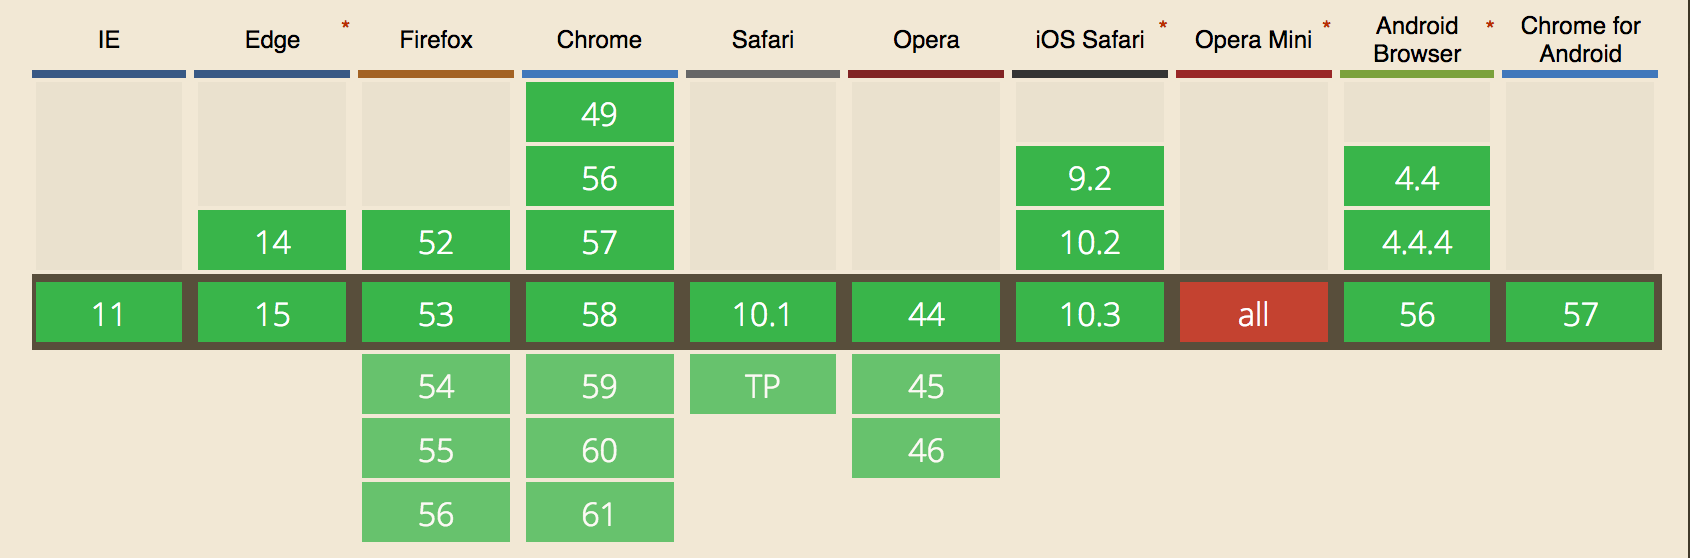 IE Edge * Firefox Chrome Safari Opera iOS Safari * Opera Mini * Android Browser * Chrome for Android
49
56 9.2 4.4
14 52 57 10.2 4.4.4
11 15 53 58 10.1 44 10.3 all 56 57
54 59 TP 45
55 60 46
56 61